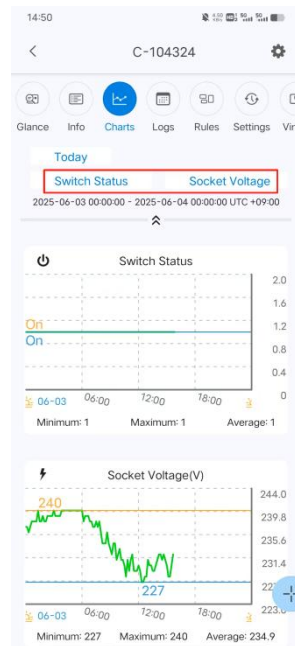 14:50
C-104324
Glance Info Charts Logs Rules Settings
Today
Switch Status Socket Voltage
2025-06-03 00:00:00 - 2025-06-04 00:00:00 UTC +09:00
Switch Status
2.0
1.6
On
1.2
On
0.8
0.4
0
06-03 06:00 12:00 18:00
Minimum: 1 Maximum: 1 Average: 1
Socket Voltage(V)
240
244.0
239.8
235.6
231.4
227
223.0
06-03 06:00 12:00 18:00
Minimum: 227 Maximum: 240 Average: 234.9